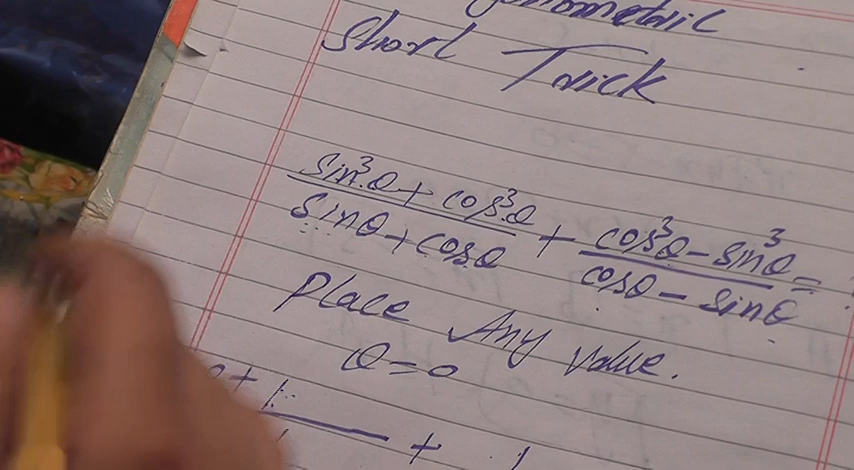 Short Trick
sin³θ + cos³θ / sinθ + cosθ + cos³θ - sin³θ / cosθ - sinθ =
Place Any value.
θ = 0